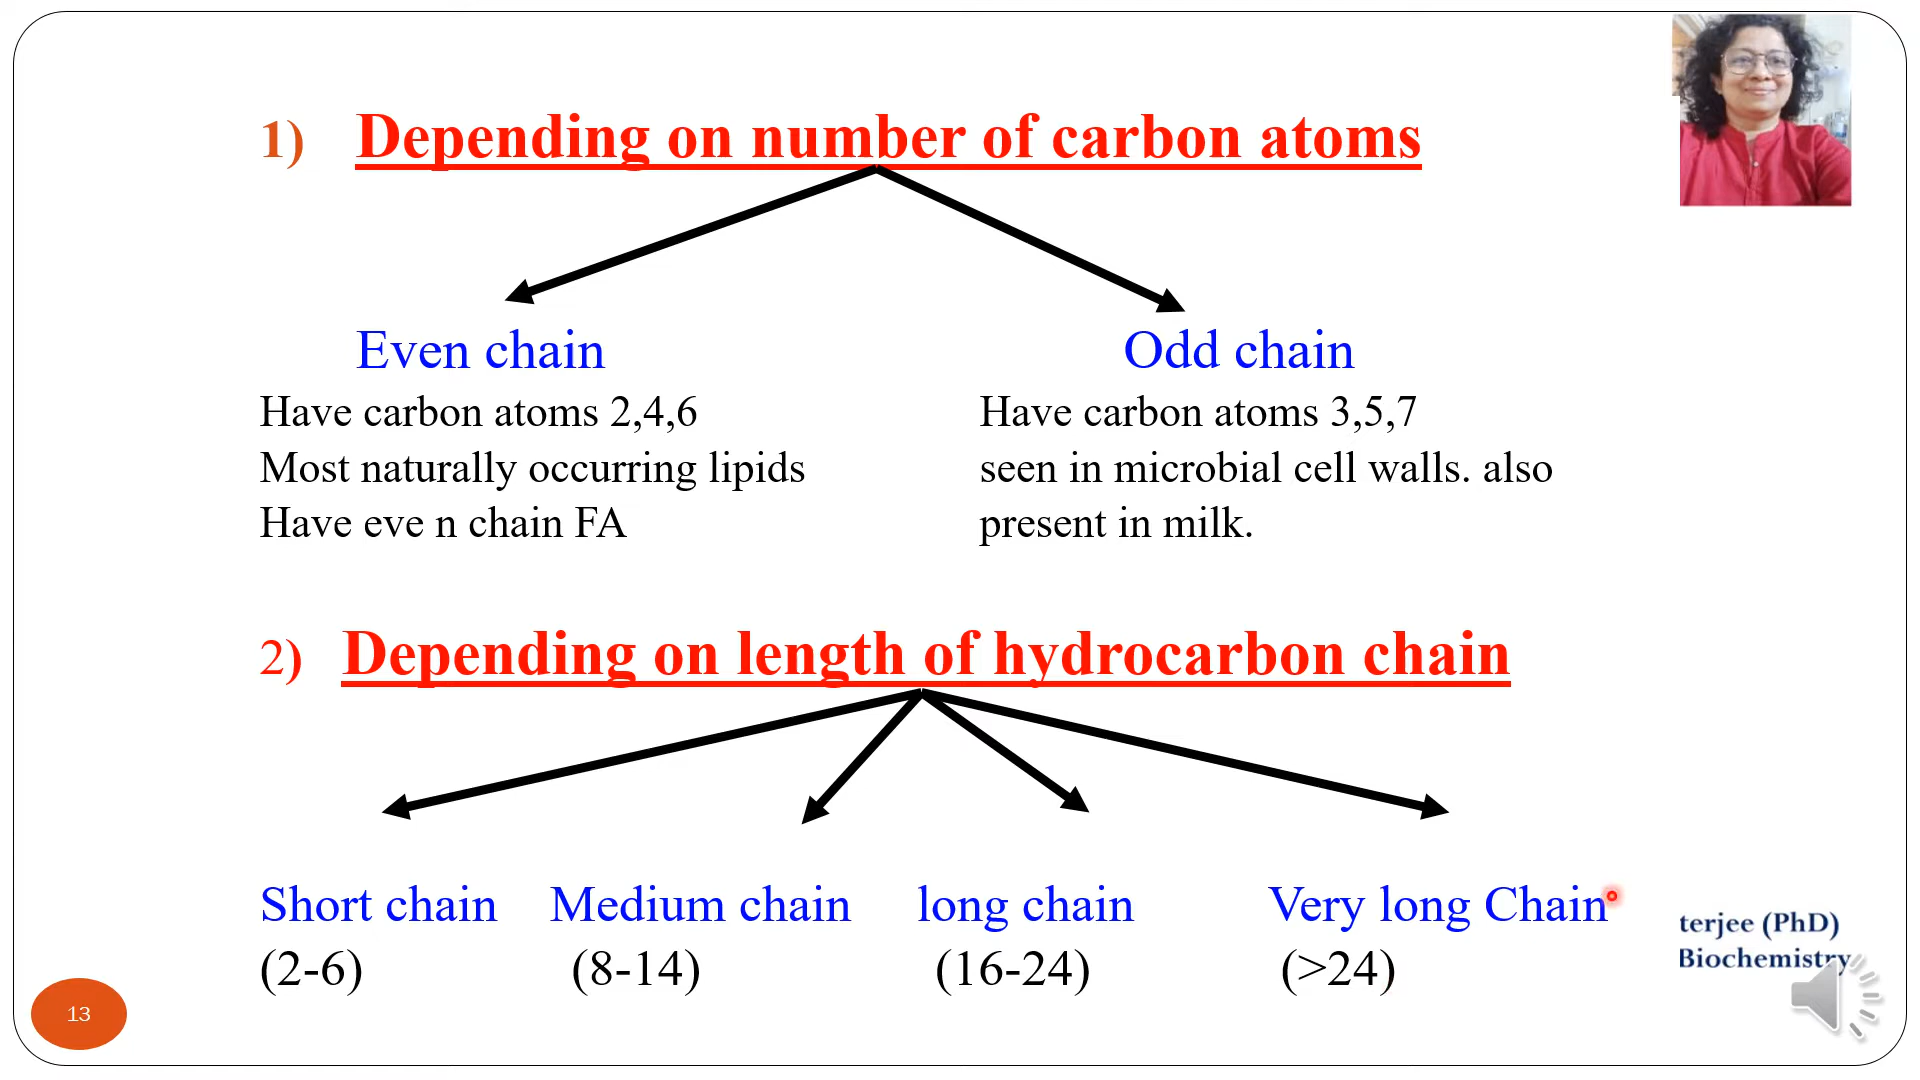 1) Depending on number of carbon atoms
Even chain
Have carbon atoms 2,4,6
Most naturally occurring lipids
Have eve n chain FA
Odd chain
Have carbon atoms 3,5,7
seen in microbial cell walls. also
present in milk.
2) Depending on length of hydrocarbon chain
Short chain Medium chain long chain Very long Chain
(2-6) (8-14) (16-24) (>24)
terjee (PhD)
Biochemistry
13